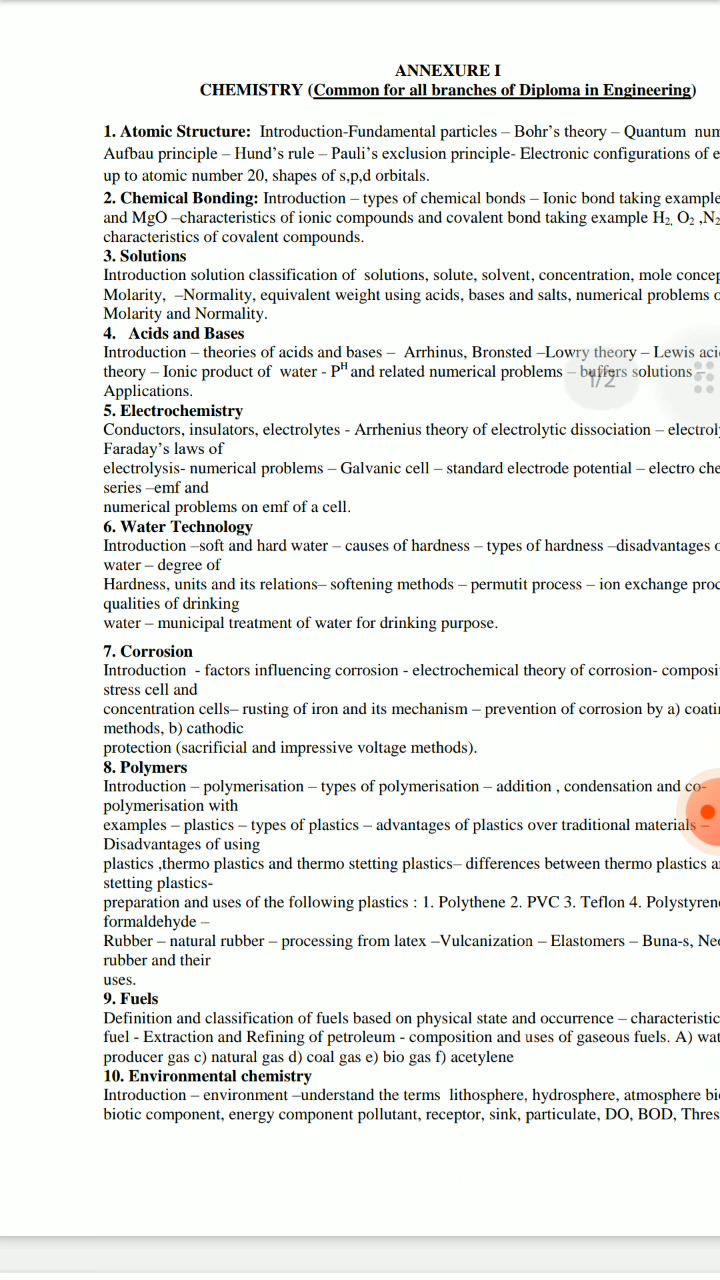 ANNEXURE I
CHEMISTRY (Common for all branches of Diploma in Engineering)
1. Atomic Structure: Introduction-Fundamental particles – Bohr's theory – Quantum
Aufbau principle – Hund's rule – Pauli's exclusion principle- Electronic configurations of
up to atomic number 20, shapes of s,p,d orbitals.
2. Chemical Bonding: Introduction – types of chemical bonds – Ionic bond taking example
and MgO –characteristics of ionic compounds and covalent bond taking example H2, O2 ,N2
characteristics of covalent compounds.
3. Solutions
Introduction solution classification of solutions, solute, solvent, concentration, mole
Molarity, –Normality, equivalent weight using acids, bases and salts, numerical problems
Molarity and Normality.
4. Acids and Bases
Introduction – theories of acids and bases – Arrhinus, Bronsted –Lowry theory – Lewis
theory – Ionic product of water - P^H and related numerical problems – buffers solutions –
1/2
Applications.
5. Electrochemistry
Conductors, insulators, electrolytes - Arrhenius theory of electrolytic dissociation –
Faraday's laws of
electrolysis- numerical problems – Galvanic cell – standard electrode potential – electro
series –emf and
numerical problems on emf of a cell.
6. Water Technology
Introduction –soft and hard water – causes of hardness – types of hardness –disadvantages
water – degree of
Hardness, units and its relations– softening methods – permutit process – ion exchange
qualities of drinking
water – municipal treatment of water for drinking purpose.
7. Corrosion
Introduction - factors influencing corrosion - electrochemical theory of corrosion-
stress cell and
concentration cells– rusting of iron and its mechanism – prevention of corrosion by a)
methods, b) cathodic
protection (sacrificial and impressive voltage methods).
8. Polymers
Introduction – polymerisation – types of polymerisation – addition , condensation and co-
polymerisation with
examples – plastics – types of plastics – advantages of plastics over traditional materials –
Disadvantages of using
plastics ,thermo plastics and thermo stetting plastics– differences between thermo plastics
stetting plastics-
preparation and uses of the following plastics : 1. Polythene 2. PVC 3. Teflon 4.
formaldehyde –
Rubber – natural rubber – processing from latex –Vulcanization – Elastomers – Buna-s,
rubber and their
uses.
9. Fuels
Definition and classification of fuels based on physical state and occurrence –
fuel - Extraction and Refining of petroleum - composition and uses of gaseous fuels. A)
producer gas c) natural gas d) coal gas e) bio gas f) acetylene
10. Environmental chemistry
Introduction – environment –understand the terms lithosphere, hydrosphere, atmosphere
biotic component, energy component pollutant, receptor, sink, particulate, DO, BOD,